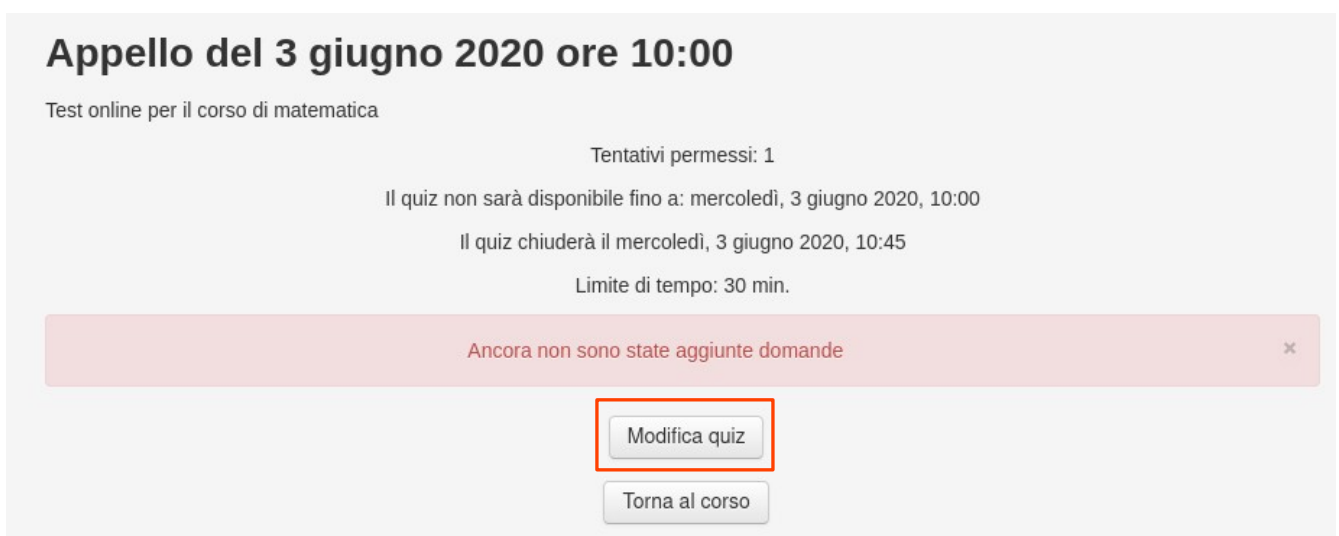 Appello del 3 giugno 2020 ore 10:00
Test online per il corso di matematica
Tentativi permessi: 1
Il quiz non sarà disponibile fino a: mercoledì, 3 giugno 2020, 10:00
Il quiz chiuderà il mercoledì, 3 giugno 2020, 10:45
Limite di tempo: 30 min.
Ancora non sono state aggiunte domande ×
Modifica quiz
Torna al corso